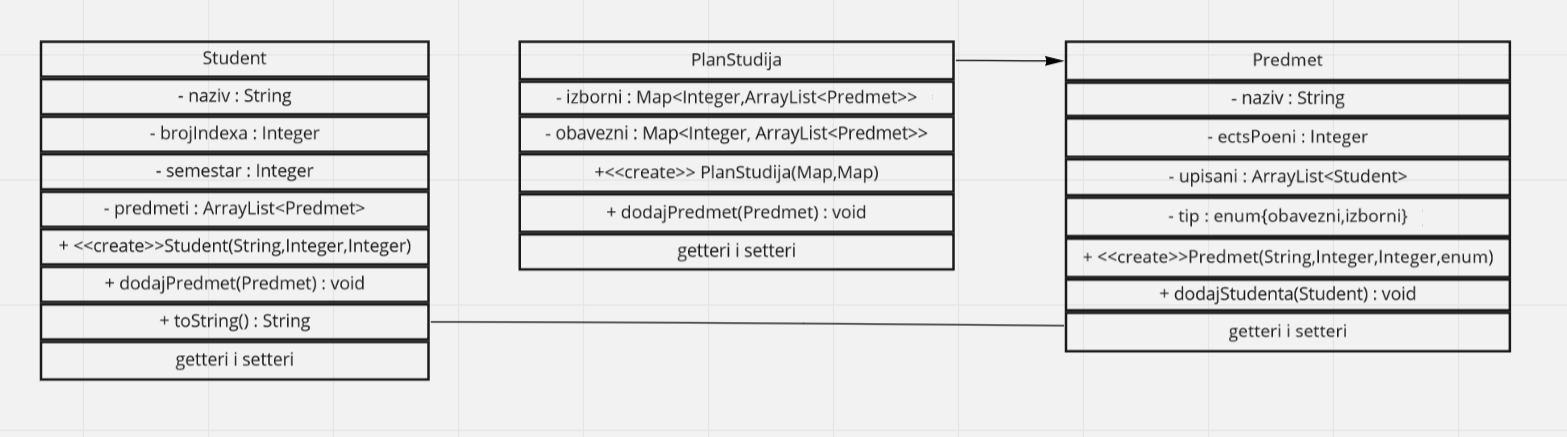 Student
- naziv : String
- brojIndexa : Integer
- semestar : Integer
- predmeti : ArrayList<Predmet>
+ <<create>>Student(String,Integer,Integer)
+ dodajPredmet(Predmet) : void
+ toString() : String
getteri i setteri
PlanStudija
- izborni : Map<Integer,ArrayList<Predmet>>
- obavezni : Map<Integer, ArrayList<Predmet>>
+<<create>> PlanStudija(Map,Map)
+ dodajPredmet(Predmet) : void
getteri i setteri
Predmet
- naziv : String
- ectsPoeni : Integer
- upisani : ArrayList<Student>
- tip : enum{obavezni,izborni}
+ <<create>>Predmet(String,Integer,Integer,enum)
+ dodajStudenta(Student) : void
getteri i setteri